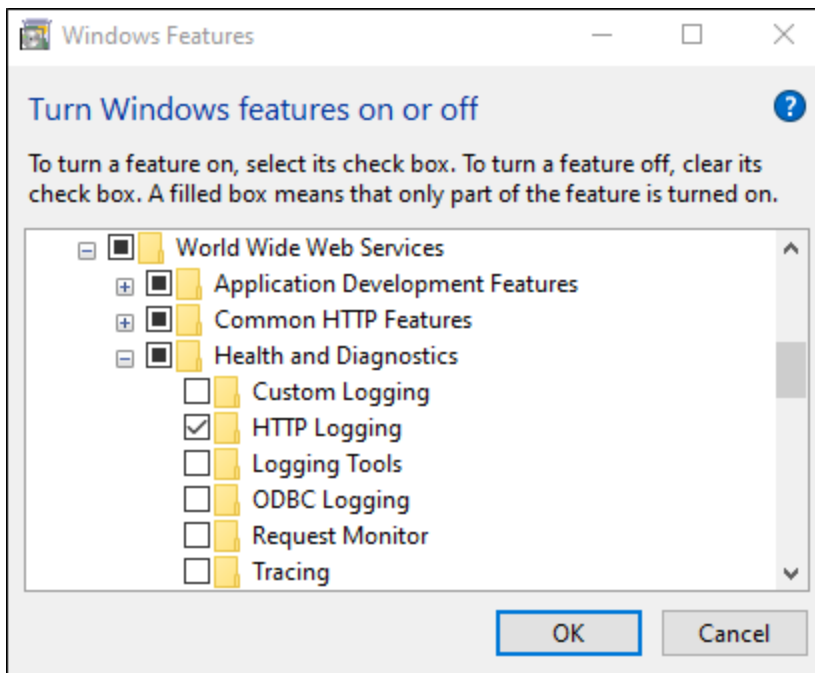 Windows Features
Turn Windows features on or off
?
To turn a feature on, select its check box. To turn a feature off, clear its
check box. A filled box means that only part of the feature is turned on.
World Wide Web Services
Application Development Features
Common HTTP Features
Health and Diagnostics
Custom Logging
HTTP Logging
Logging Tools
ODBC Logging
Request Monitor
Tracing
OK Cancel